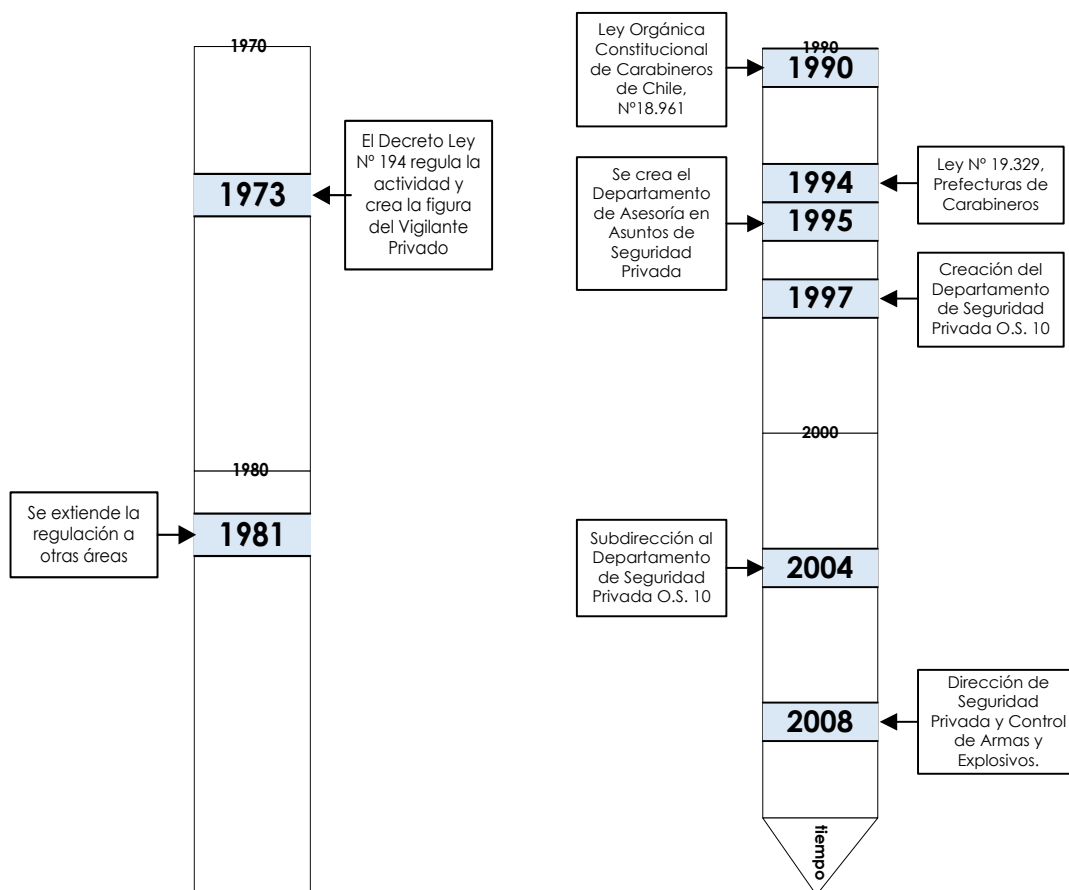 1970
El Decreto Ley
Nº 194 regula la
actividad y
crea la figura
del Vigilante
Privado
1973
1980
Se extiende la
regulación a
otras áreas
1981
Ley Orgánica
Constitucional
de Carabineros
de Chile,
Nº18.961
1990
1990
Ley Nº 19.329,
Prefecturas de
Carabineros
1994
Se crea el
Departamento
de Asesoría en
Asuntos de
Seguridad
Privada
1995
Creación del
Departamento
de Seguridad
Privada O.S. 10
1997
2000
Subdirección al
Departamento
de Seguridad
Privada O.S. 10
2004
Dirección de
Seguridad
Privada y Control
de Armas y
Explosivos.
2008
tiempo